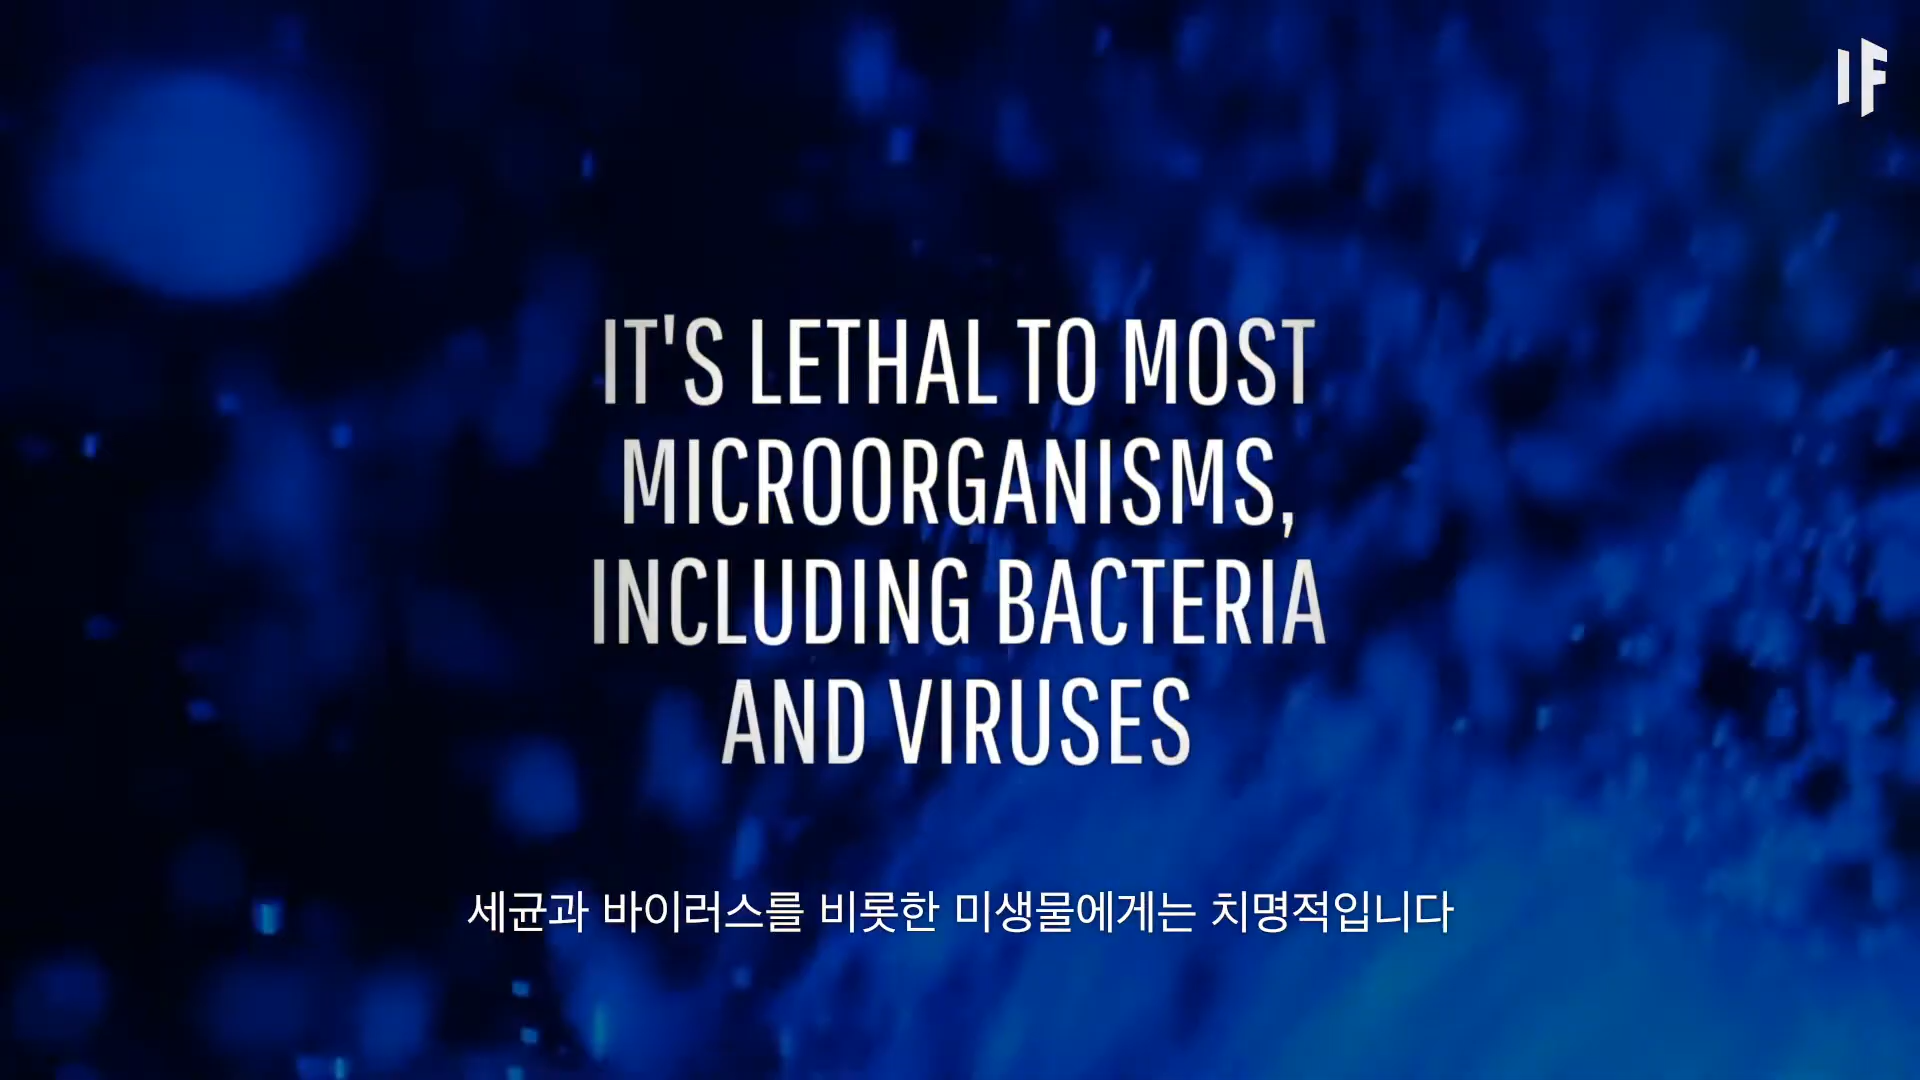 IF
IT'S LETHAL TO MOST
MICROORGANISMS,
INCLUDING BACTERIA
AND VIRUSES
세균과 바이러스를 비롯한 미생물에게는 치명적입니다